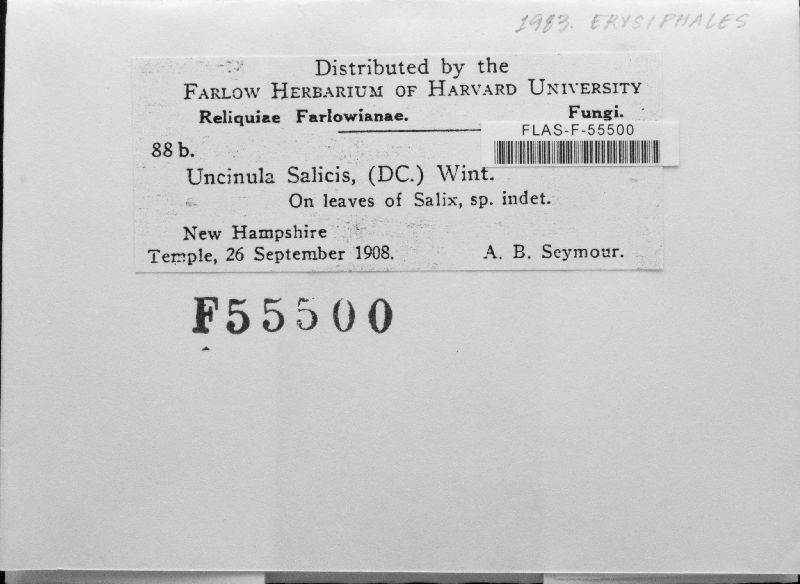 1983. ERYSIPHALES
Distributed by the
FARLOW HERBARIUM OF HARVARD UNIVERSITY
Reliquiae Farlowianae. Fungi.
FLAS-F-55500
88 b.
Uncinula Salicis, (DC.) Wint.
On leaves of Salix, sp. indet.
New Hampshire
Temple, 26 September 1908. A. B. Seymour.
F55500